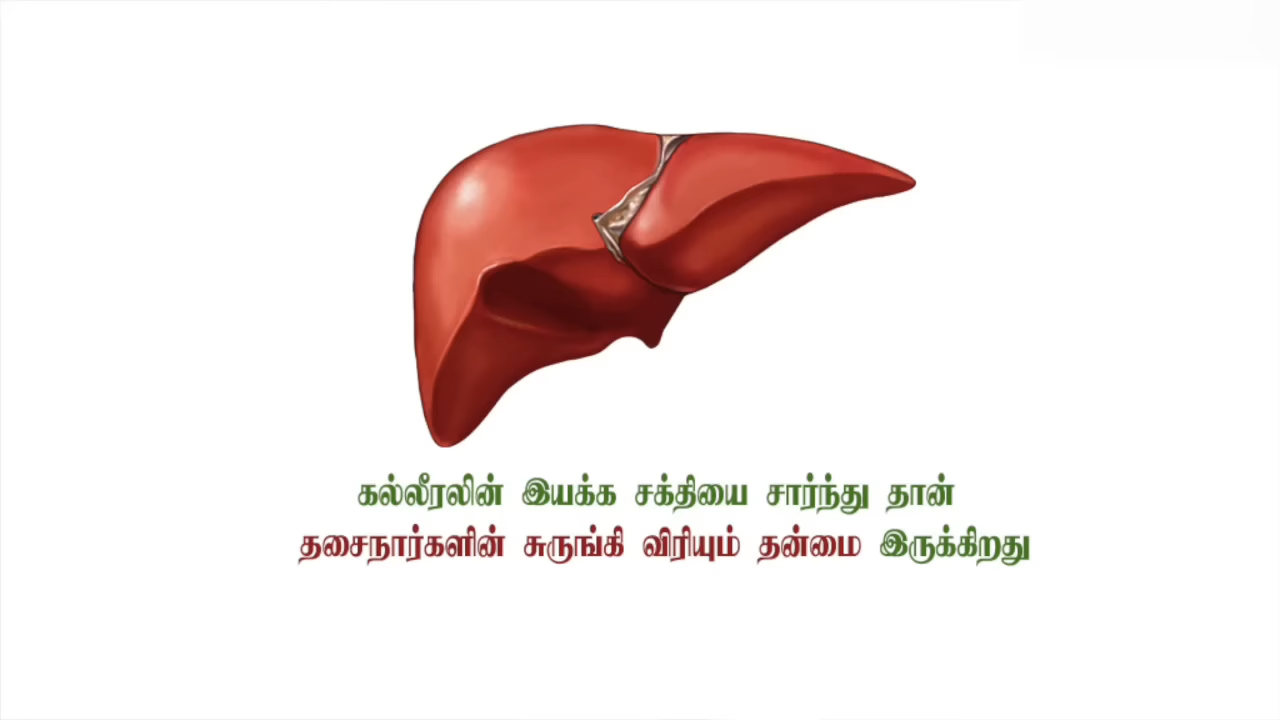 கல்லீரலின் இயக்க சக்தியை சார்ந்து தான்
தசைநார்களின் சுருங்கி விரியும் தன்மை இருக்கிறது